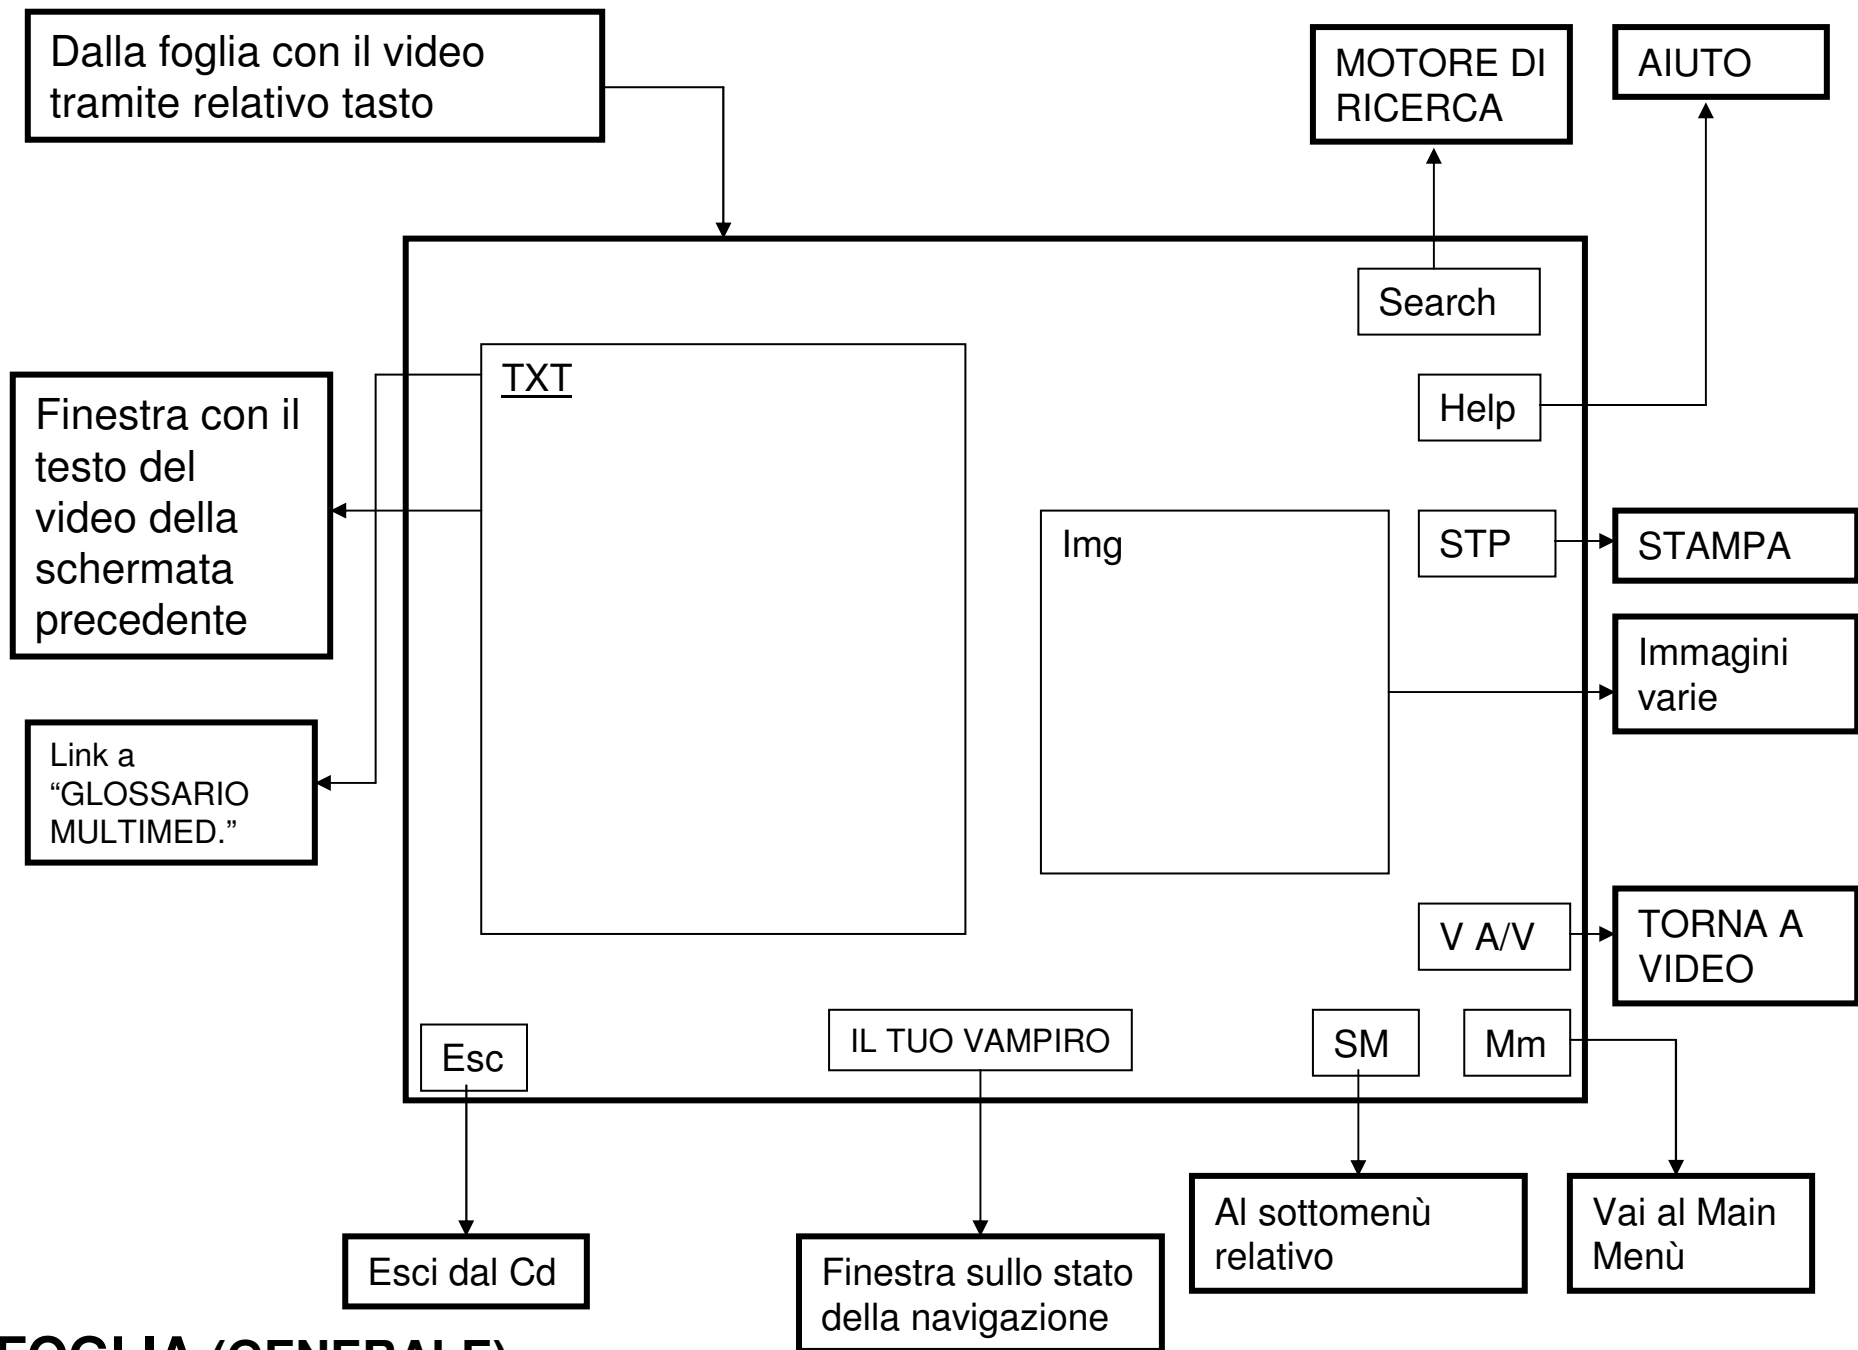 Dalla foglia con il video
tramite relativo tasto
MOTORE DI
RICERCA
AIUTO
Search
TXT
Help
Finestra con il
testo del
video della
schermata
precedente
Img
STP
STAMPA
Immagini
varie
Link a
“GLOSSARIO
MULTIMED.”
V A/V
TORNA A
VIDEO
Esc
IL TUO VAMPIRO
SM
Mm
Esci dal Cd
Finestra sullo stato
della navigazione
Al sottomenù
relativo
Vai al Main
Menù
FOGLIA (GENERALE)